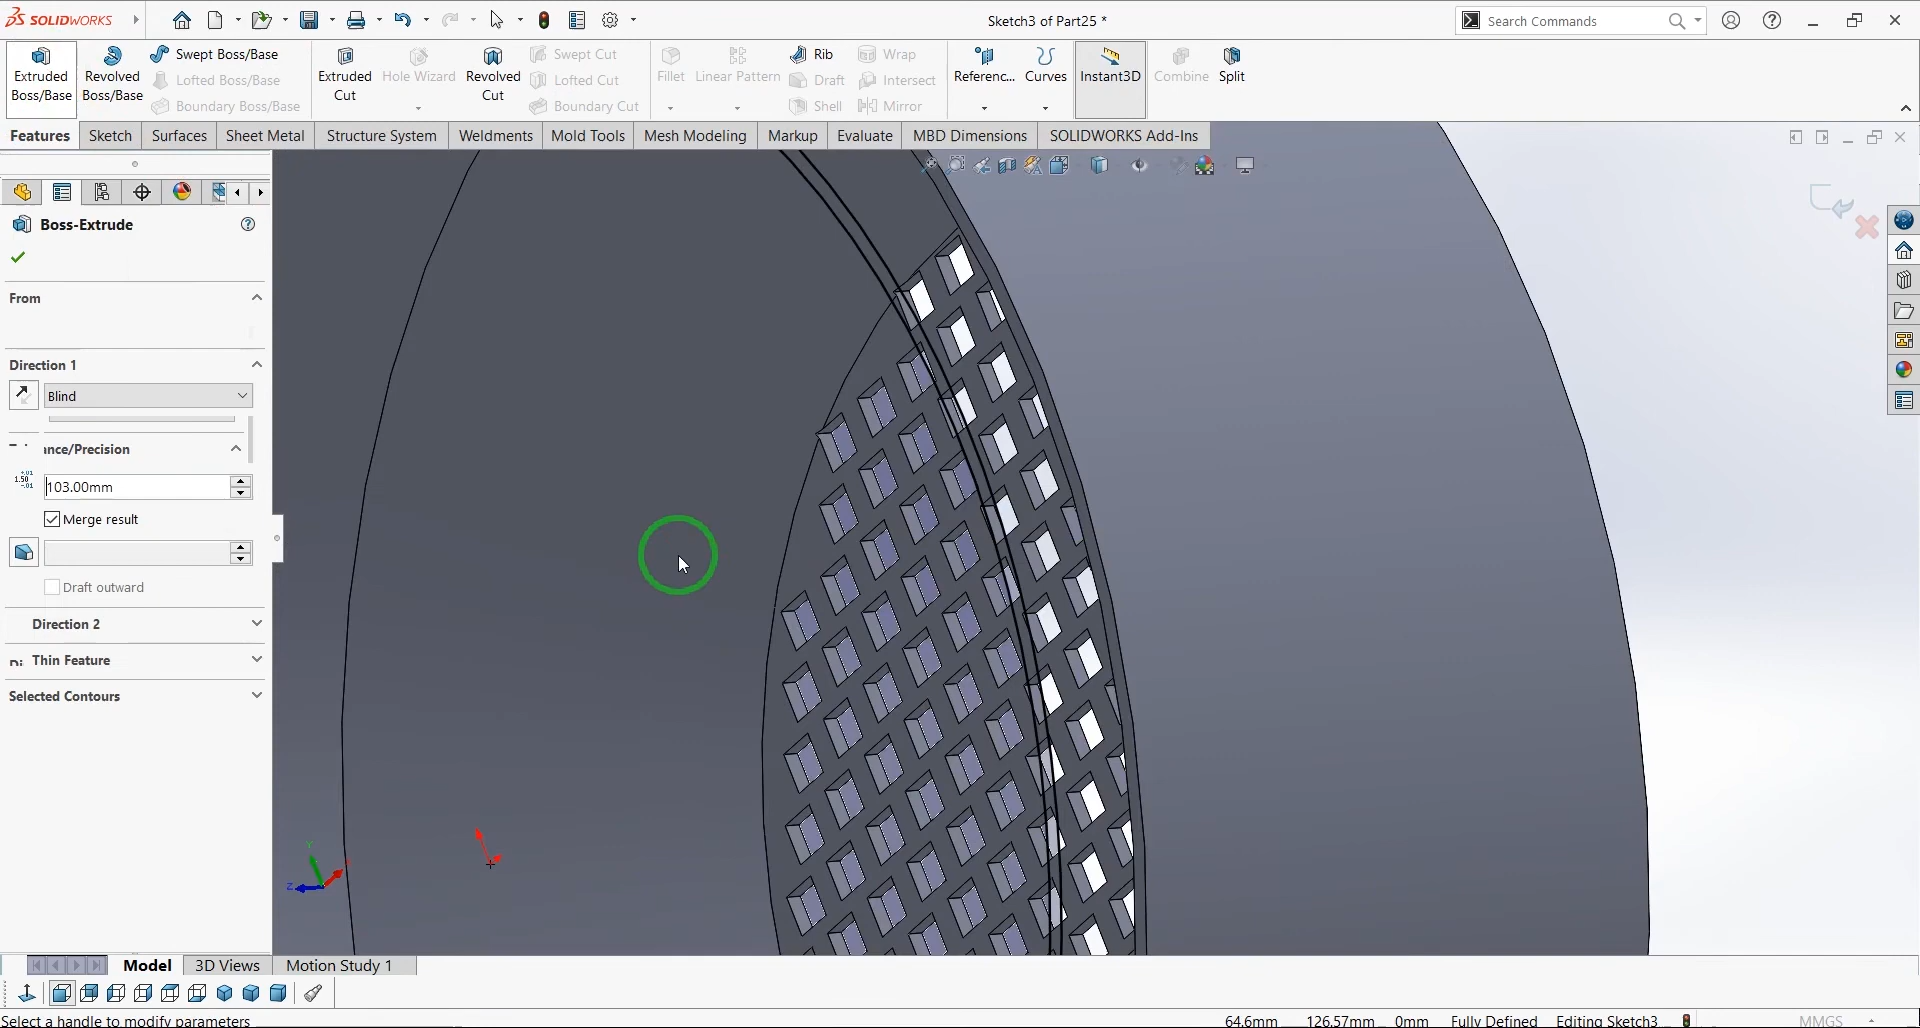 SOLIDWORKS
Sketch3 of Part25 *
Search Commands
Extruded Boss/Base
Revolved Boss/Base
Swept Boss/Base
Lofted Boss/Base
Boundary Boss/Base
Extruded Cut
Hole Wizard
Revolved Cut
Swept Cut
Lofted Cut
Boundary Cut
Fillet
Linear Pattern
Rib
Draft
Shell
Wrap
Intersect
Mirror
Referenc...
Curves
Instant3D
Combine
Split
Features Sketch Surfaces Sheet Metal Structure System Weldments Mold Tools Mesh Modeling Markup Evaluate MBD Dimensions SOLIDWORKS Add-Ins
Boss-Extrude
From
Direction 1
Blind
ance/Precision
103.00mm
Merge result
Draft outward
Direction 2
Thin Feature
Selected Contours
Y
Z
Model 3D Views Motion Study 1
Select a handle to modify parameters 64.6mm 126.57mm 0mm Fully Defined Editing Sketch3 MMGS